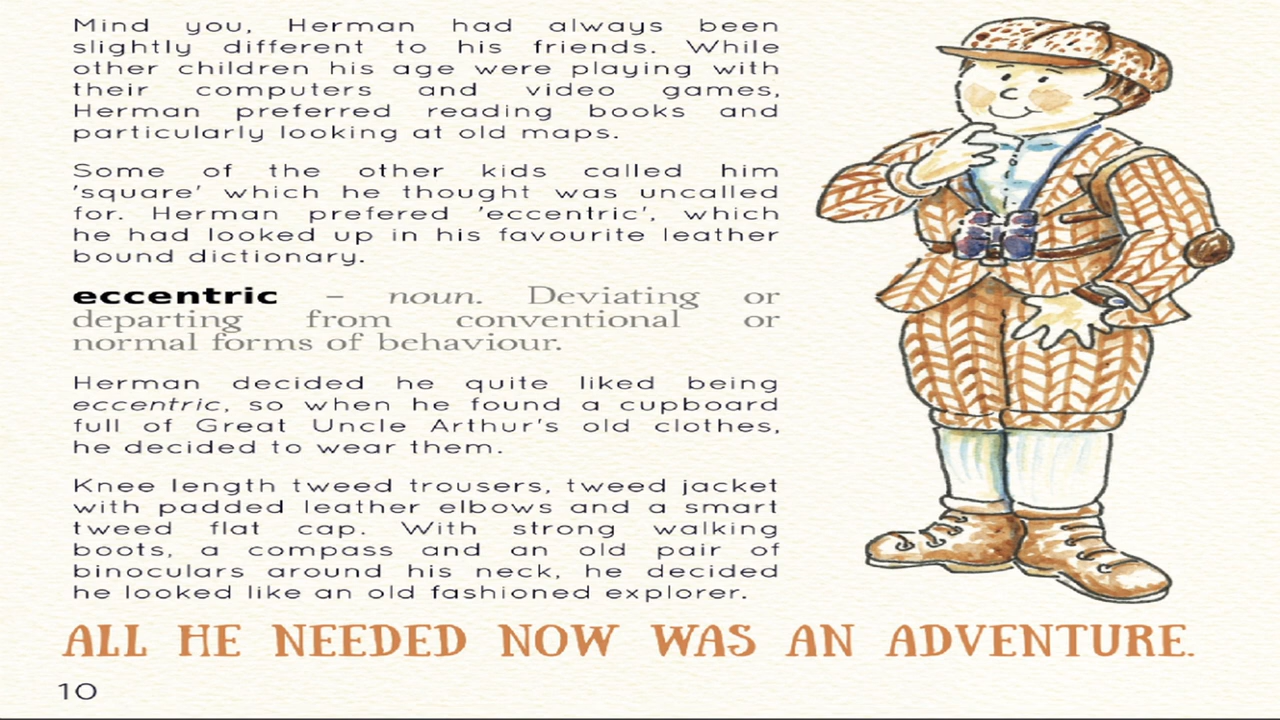 Mind you, Herman had always been
slightly different to his friends. While
other children his age were playing with
their computers and video games,
Herman preferred reading books and
particularly looking at old maps.
Some of the other kids called him
'square' which he thought was uncalled
for. Herman prefered 'eccentric', which
he had looked up in his favourite leather
bound dictionary.
eccentric – noun. Deviating or
departing from conventional or
normal forms of behaviour.
Herman decided he quite liked being
eccentric, so when he found a cupboard
full of Great Uncle Arthur's old clothes,
he decided to wear them.
Knee length tweed trousers, tweed jacket
with padded leather elbows and a smart
tweed flat cap. With strong walking
boots, a compass and an old pair of
binoculars around his neck, he decided
he looked like an old fashioned explorer.
ALL HE NEEDED NOW WAS AN ADVENTURE.
10